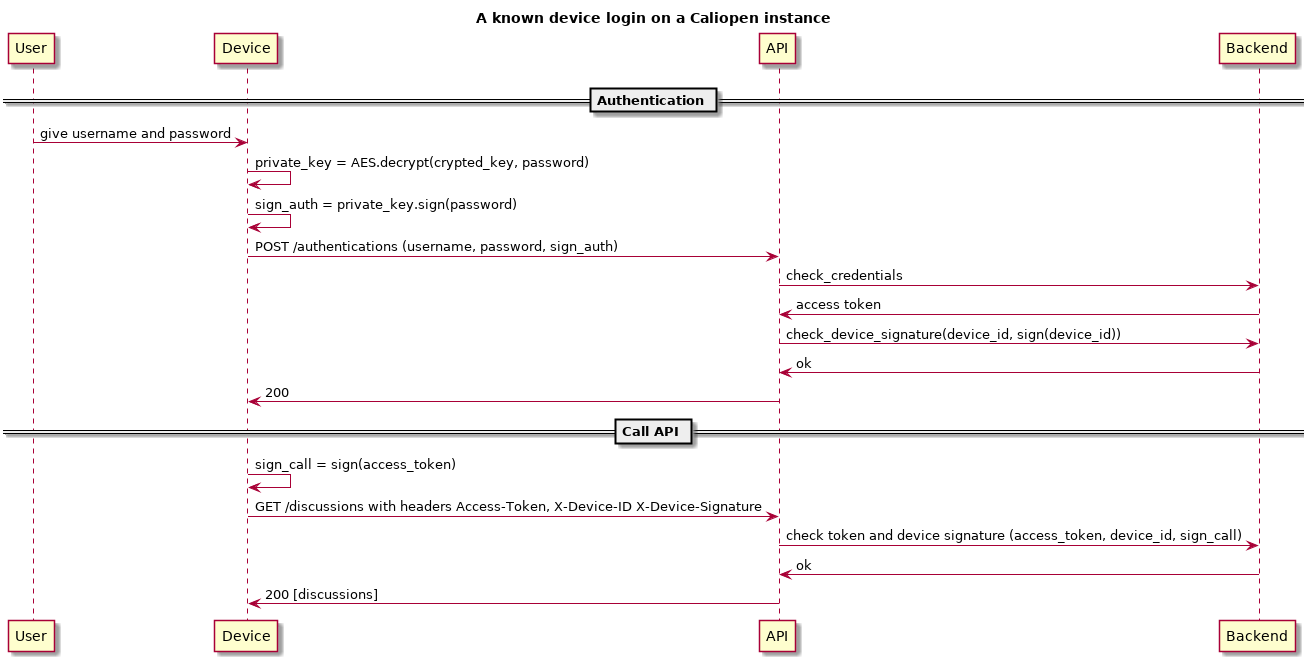 A known device login on a Caliopen instance
User
Device
API
Backend
Authentication
give username and password
private_key = AES.decrypt(crypted_key, password)
sign_auth = private_key.sign(password)
POST /authentications (username, password, sign_auth)
check_credentials
access token
check_device_signature(device_id, sign(device_id))
ok
200
Call API
sign_call = sign(access_token)
GET /discussions with headers Access-Token, X-Device-ID X-Device-Signature
check token and device signature (access_token, device_id, sign_call)
ok
200 [discussions]
User
Device
API
Backend